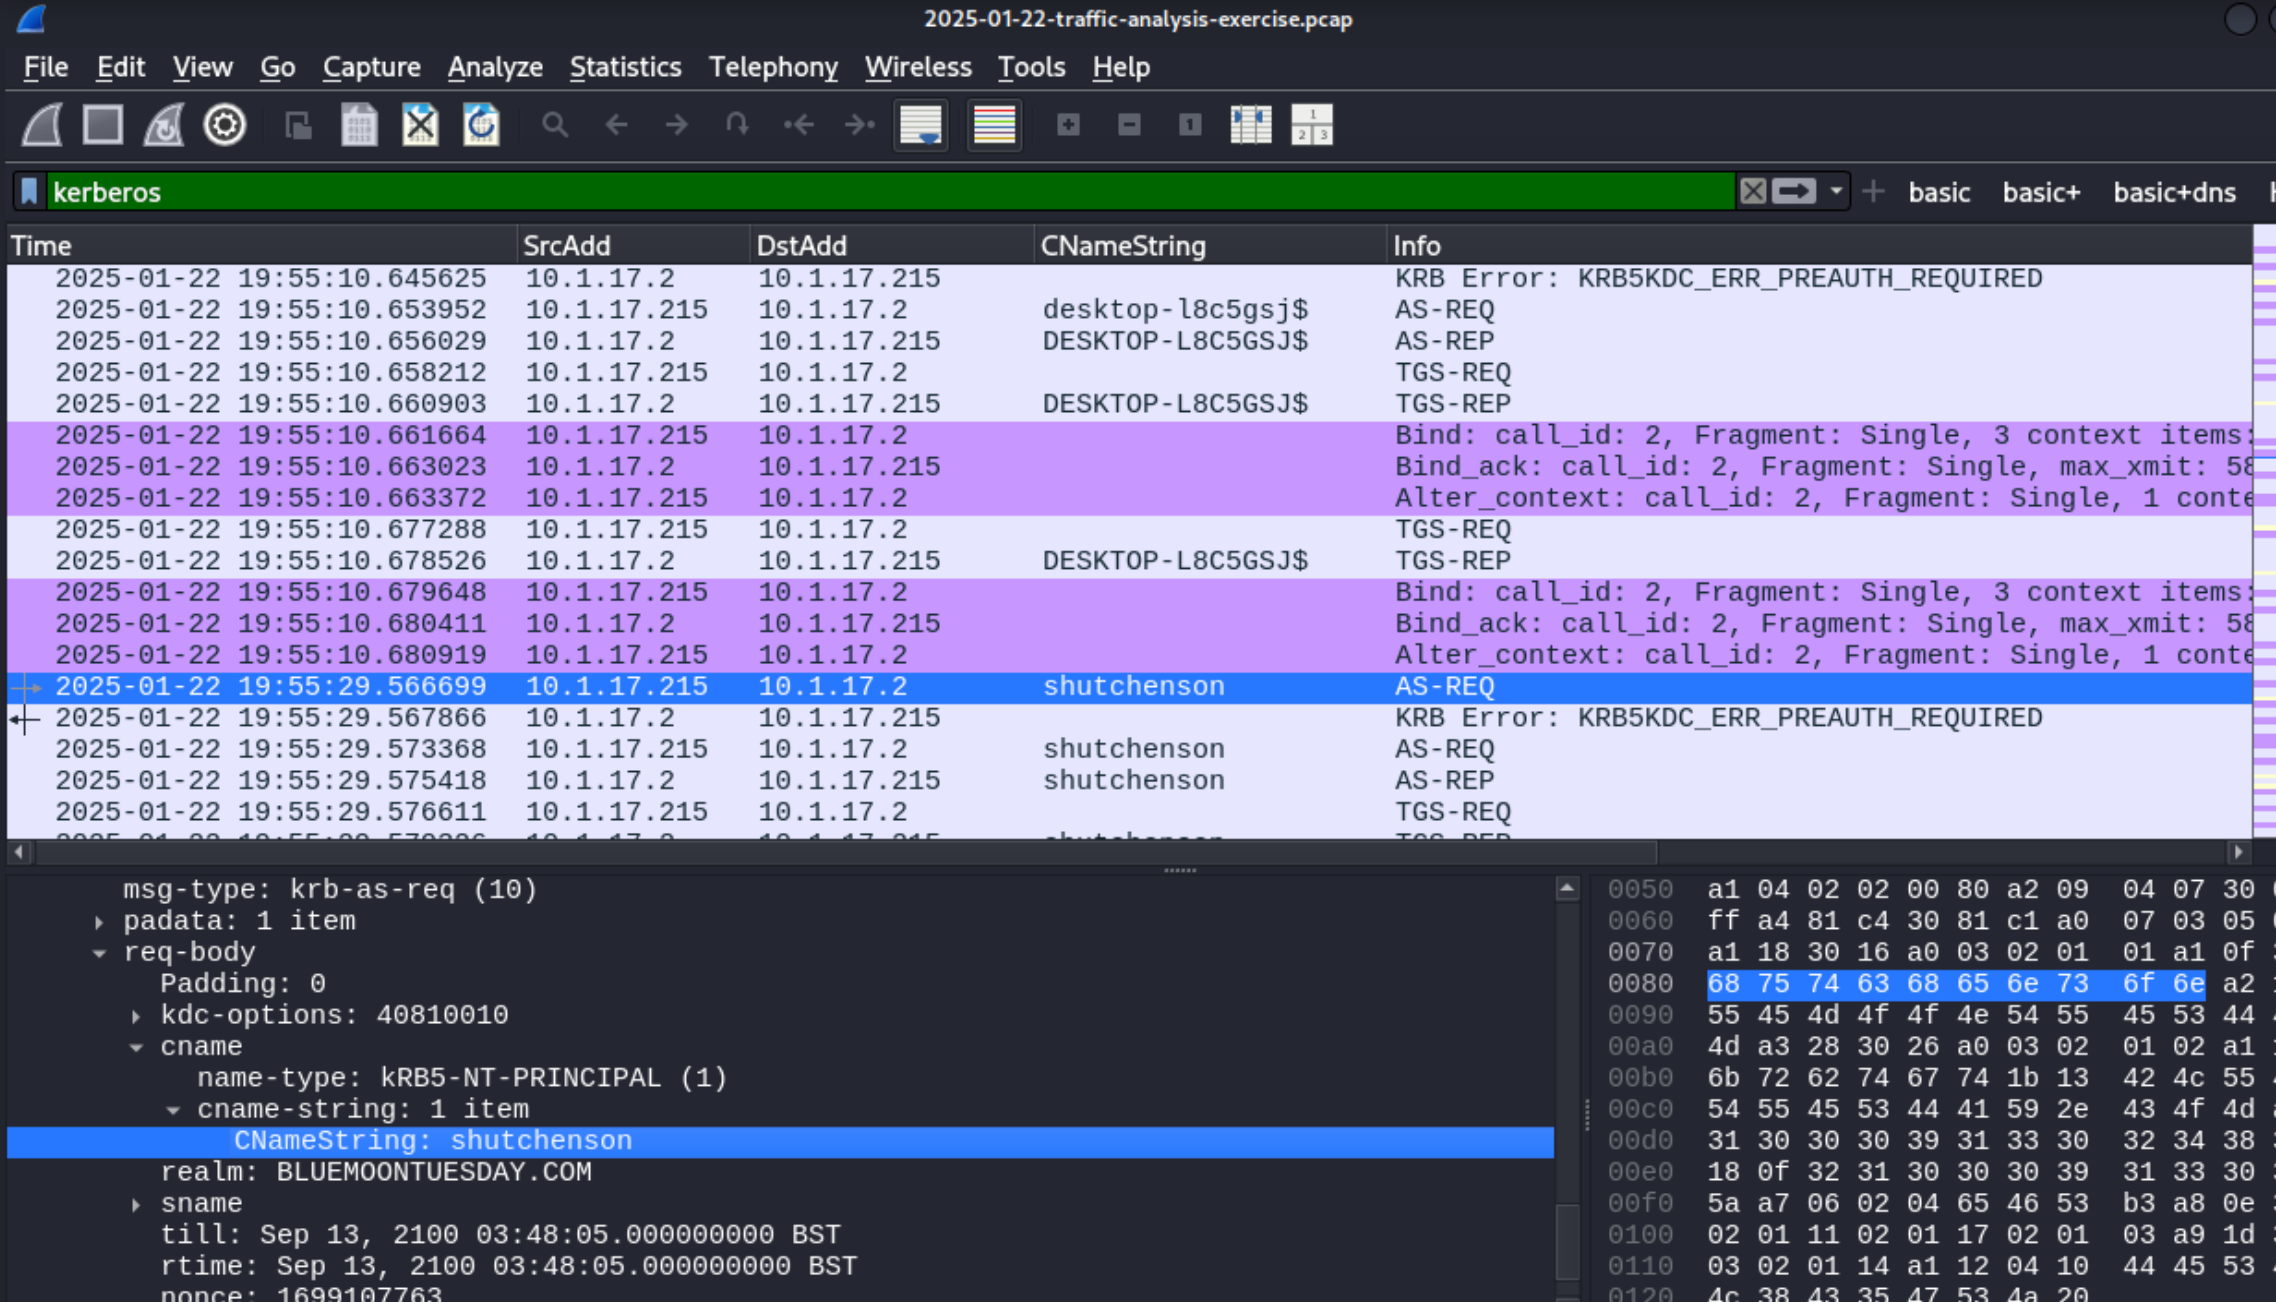 2025-01-22-traffic-analysis-exercise.pcap
File Edit View Go Capture Analyze Statistics Telephony Wireless Tools Help
kerberos basic basic+ basic+dns
Time SrcAdd DstAdd CNameString Info
2025-01-22 19:55:10.645625 10.1.17.2 10.1.17.215 KRB Error: KRB5KDC_ERR_PREAUTH_REQUIRED
2025-01-22 19:55:10.653952 10.1.17.215 10.1.17.2 desktop-l8c5gsj$ AS-REQ
2025-01-22 19:55:10.656029 10.1.17.2 10.1.17.215 DESKTOP-L8C5GSJ$ AS-REP
2025-01-22 19:55:10.658212 10.1.17.215 10.1.17.2 TGS-REQ
2025-01-22 19:55:10.660903 10.1.17.2 10.1.17.215 DESKTOP-L8C5GSJ$ TGS-REP
2025-01-22 19:55:10.661664 10.1.17.215 10.1.17.2 Bind: call_id: 2, Fragment: Single, 3 context items:
2025-01-22 19:55:10.663023 10.1.17.2 10.1.17.215 Bind_ack: call_id: 2, Fragment: Single, max_xmit: 58
2025-01-22 19:55:10.663372 10.1.17.215 10.1.17.2 Alter_context: call_id: 2, Fragment: Single, 1 conte
2025-01-22 19:55:10.677288 10.1.17.215 10.1.17.2 TGS-REQ
2025-01-22 19:55:10.678526 10.1.17.2 10.1.17.215 DESKTOP-L8C5GSJ$ TGS-REP
2025-01-22 19:55:10.679648 10.1.17.215 10.1.17.2 Bind: call_id: 2, Fragment: Single, 3 context items:
2025-01-22 19:55:10.680411 10.1.17.2 10.1.17.215 Bind_ack: call_id: 2, Fragment: Single, max_xmit: 58
2025-01-22 19:55:10.680919 10.1.17.215 10.1.17.2 Alter_context: call_id: 2, Fragment: Single, 1 conte
2025-01-22 19:55:29.566699 10.1.17.215 10.1.17.2 shutchenson AS-REQ
2025-01-22 19:55:29.567866 10.1.17.2 10.1.17.215 KRB Error: KRB5KDC_ERR_PREAUTH_REQUIRED
2025-01-22 19:55:29.573368 10.1.17.215 10.1.17.2 shutchenson AS-REQ
2025-01-22 19:55:29.575418 10.1.17.2 10.1.17.215 shutchenson AS-REP
2025-01-22 19:55:29.576611 10.1.17.215 10.1.17.2 TGS-REQ
msg-type: krb-as-req (10)
padata: 1 item
req-body
Padding: 0
kdc-options: 40810010
cname
name-type: kRB5-NT-PRINCIPAL (1)
cname-string: 1 item
CNameString: shutchenson
realm: BLUEMOONTUESDAY.COM
sname
till: Sep 13, 2100 03:48:05.000000000 BST
rtime: Sep 13, 2100 03:48:05.000000000 BST
nonce: 1699107763
0050 a1 04 02 02 00 80 a2 09 04 07 30
0060 ff a4 81 c4 30 81 c1 a0 07 03 05
0070 a1 18 30 16 a0 03 02 01 01 a1 0f
0080 68 75 74 63 68 65 6e 73 6f 6e a2
0090 55 45 4d 4f 4f 4e 54 55 45 53 44
00a0 4d a3 28 30 26 a0 03 02 01 02 a1
00b0 6b 72 62 74 67 74 1b 13 42 4c 55
00c0 54 55 45 53 44 41 59 2e 43 4f 4d
00d0 31 30 30 30 39 31 33 30 32 34 38
00e0 18 0f 32 31 30 30 30 39 31 33 30
00f0 5a a7 06 02 04 65 46 53 b3 a8 0e
0100 02 01 11 02 01 17 02 01 03 a9 1d
0110 03 02 01 14 a1 12 04 10 44 45 53
0120 4c 38 43 35 47 53 4a 20